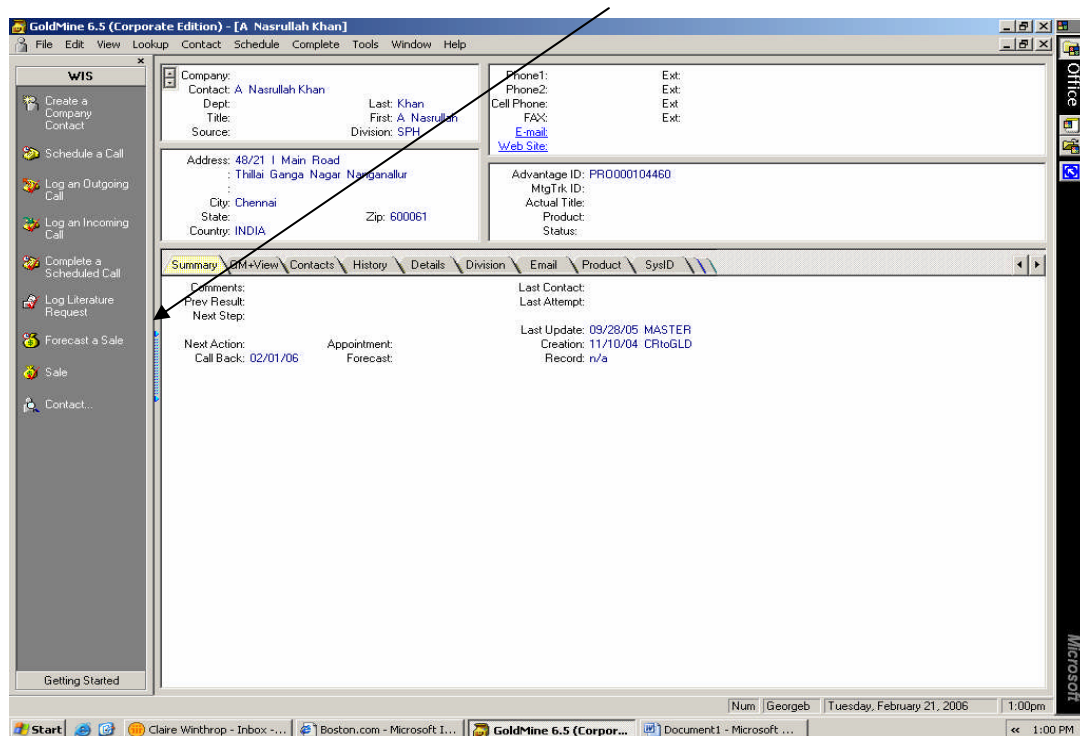 GoldMine 6.5 (Corporate Edition) - [A Nasrullah Khan]
File Edit View Lookup Contact Schedule Complete Tools Window Help
WIS
Create a
Company
Contact
Schedule a Call
Log an Outgoing
Call
Log an Incoming
Call
Complete a
Scheduled Call
Log Literature
Request
Forecast a Sale
Sale
Contact...
Getting Started
Company:
Contact: A Nasrullah Khan
Dept: Last: Khan
Title: First: A Nasrullah
Source: Division: SPH
Phone1: Ext:
Phone2: Ext:
Cell Phone: Ext
FAX: Ext:
E-mail:
Web Site:
Address: 48/21 I Main Road
: Thillai Ganga Nagar Nanganallur
:
City: Chennai
State: Zip: 600061
Country: INDIA
Advantage ID: PRO000104460
MtgTrk ID:
Actual Title:
Product:
Status:
Summary GM+View Contacts History Details Division Email Product SysID
Comments: Last Contact:
Prev Result: Last Attempt:
Next Step:
Last Update: 09/28/05 MASTER
Next Action: Appointment: Creation: 11/10/04 CRtoGLD
Call Back: 02/01/06 Forecast: Record: n/a
Office
Microsoft
Num Georgeb Tuesday, February 21, 2006 1:00pm
Start Claire Winthrop - Inbox -... Boston.com - Microsoft I... GoldMine 6.5 (Corpor... Document1 - Microsoft ... « 1:00 PM